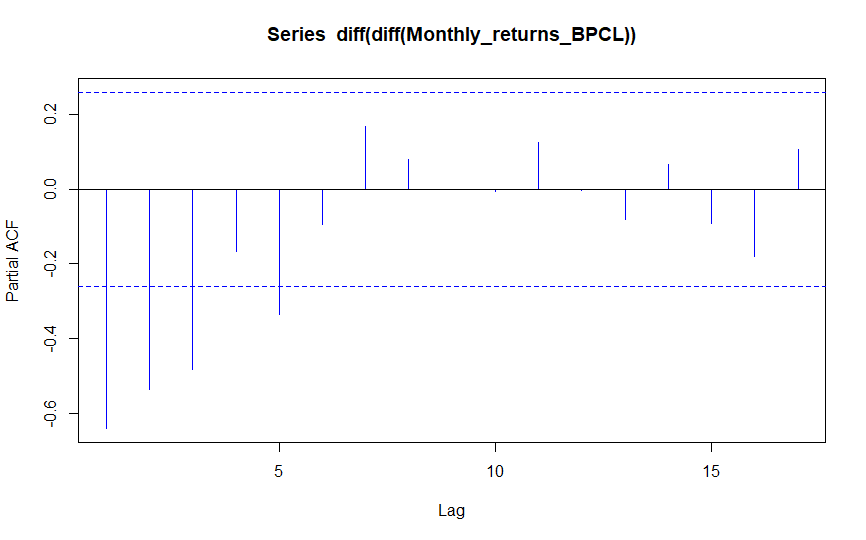 Series  diff(diff(Monthly_returns_BPCL))
Partial ACF
0.2
0.0
-0.2
-0.4
-0.6
5
10
15
Lag